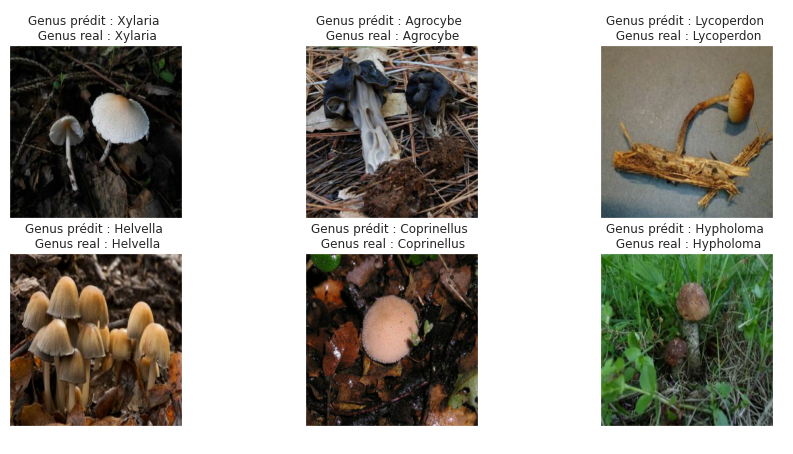 Genus prédit : Xylaria
Genus real : Xylaria
Genus prédit : Agrocybe
Genus real : Agrocybe
Genus prédit : Lycoperdon
Genus real : Lycoperdon
Genus prédit : Helvella
Genus real : Helvella
Genus prédit : Coprinellus
Genus real : Coprinellus
Genus prédit : Hypholoma
Genus real : Hypholoma